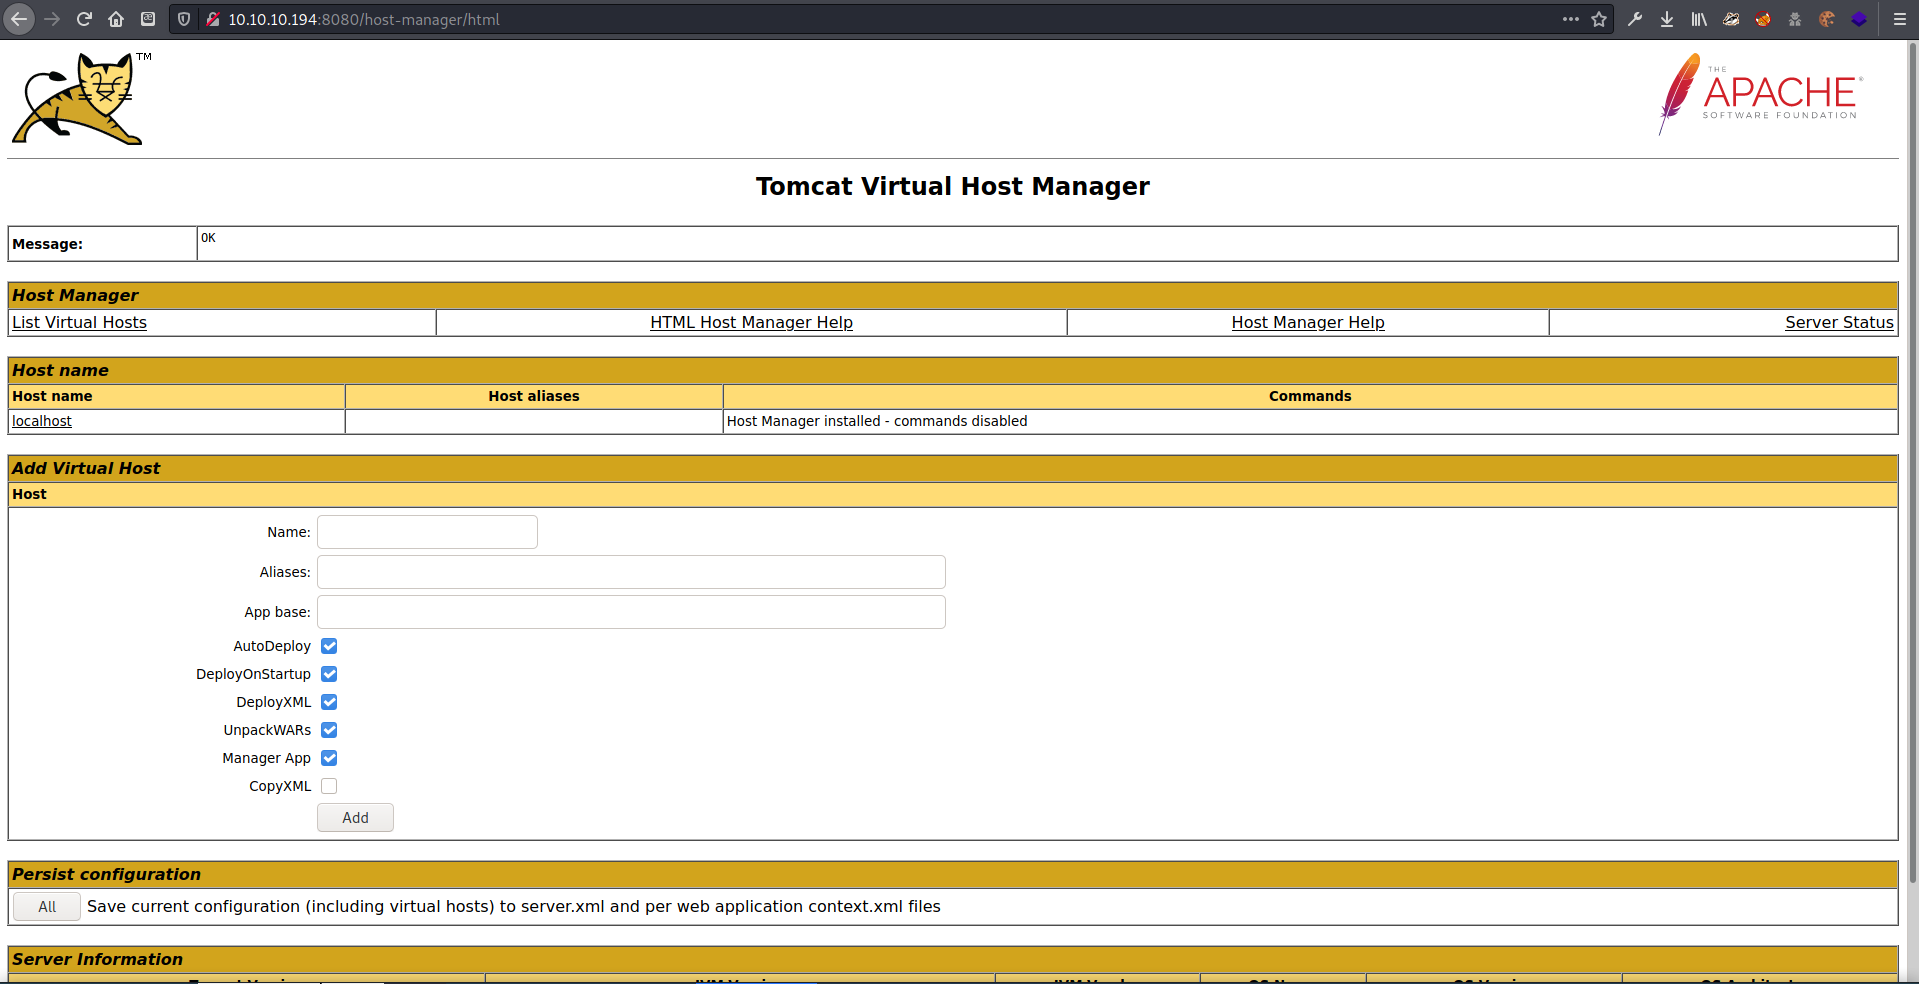 10.10.10.194:8080/host-manager/html
TM
THE
APACHE®
SOFTWARE FOUNDATION
Tomcat Virtual Host Manager
Message: OK
Host Manager
List Virtual Hosts HTML Host Manager Help Host Manager Help Server Status
Host name
Host name Host aliases Commands
localhost Host Manager installed - commands disabled
Add Virtual Host
Host
Name:
Aliases:
App base:
AutoDeploy
DeployOnStartup
DeployXML
UnpackWARs
Manager App
CopyXML
Add
Persist configuration
All Save current configuration (including virtual hosts) to server.xml and per web application context.xml files
Server Information